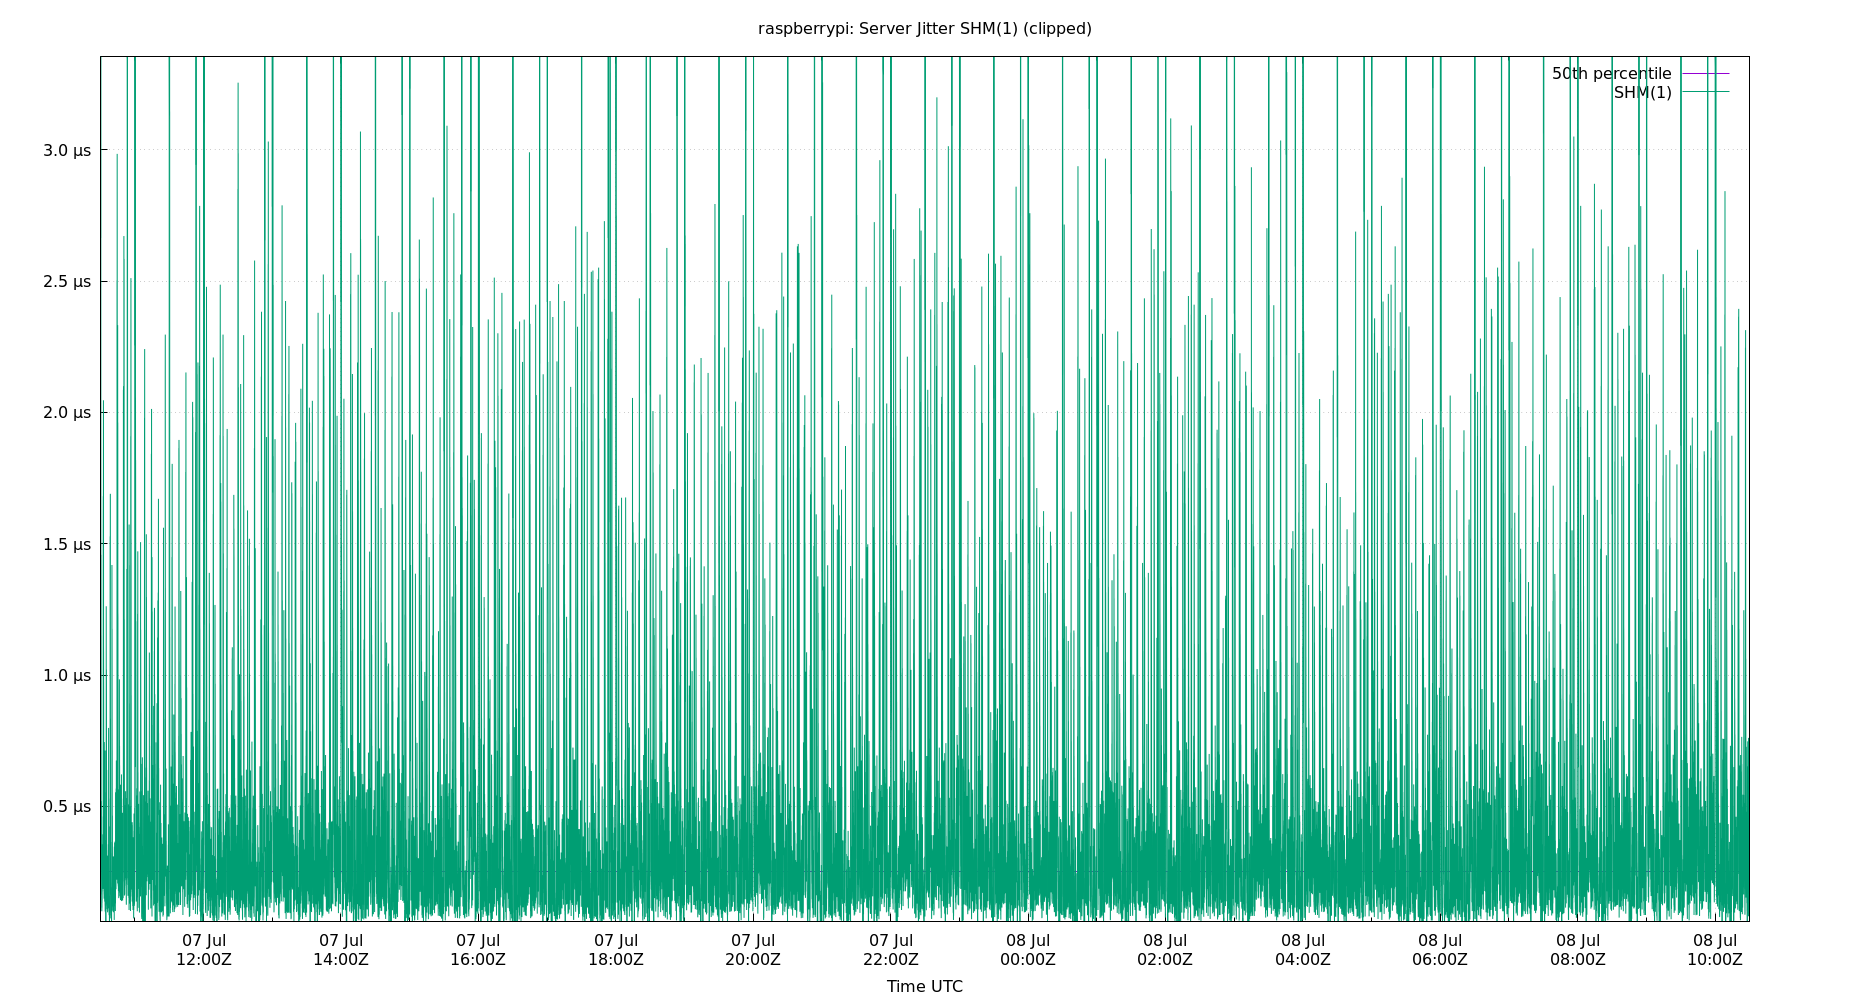 raspberrypi: Server Jitter SHM(1) (clipped)
50th percentile
SHM(1)
3.0 µs
2.5 µs
2.0 µs
1.5 µs
1.0 µs
0.5 µs
07 Jul 07 Jul 07 Jul 07 Jul 07 Jul 07 Jul 08 Jul 08 Jul 08 Jul 08 Jul 08 Jul 08 Jul
12:00Z 14:00Z 16:00Z 18:00Z 20:00Z 22:00Z 00:00Z 02:00Z 04:00Z 06:00Z 08:00Z 10:00Z
Time UTC